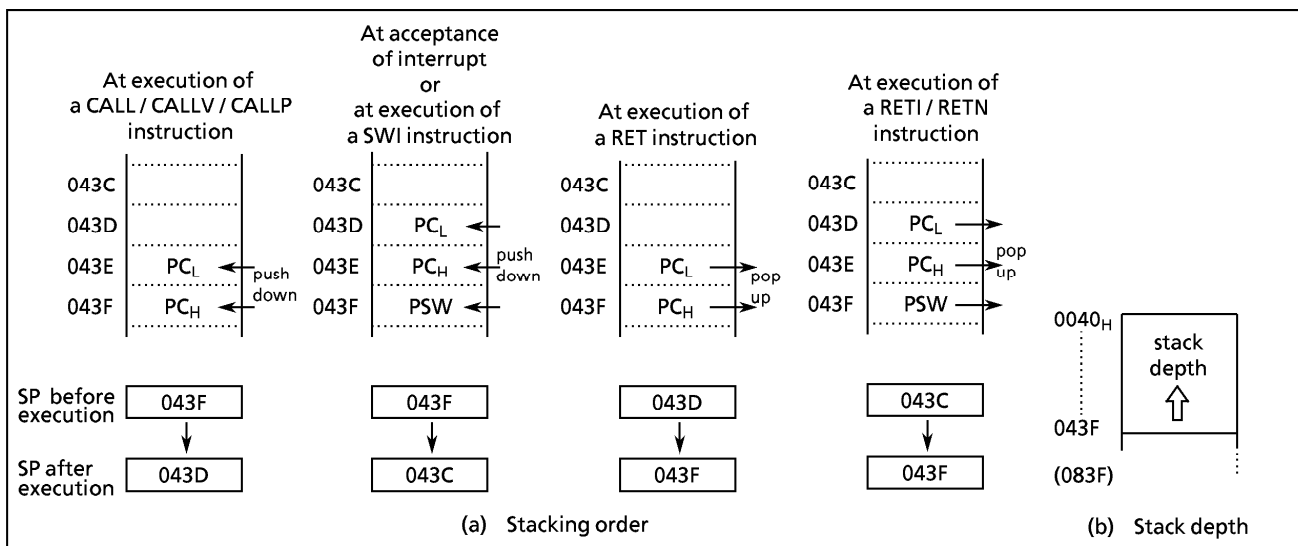 At execution of
a CALL / CALLV / CALLP
instruction
043C
043D
043E PCL
043F PCH
push
down
At acceptance
of interrupt
or
at execution of
a SWI instruction
043C
043D PCL
043E PCH
043F PSW
push
down
At execution of
a RET instruction
043C
043D
043E PCL
043F PCH
pop
up
At execution of
a RETI / RETN
instruction
043C
043D PCL
043E PCH
043F PSW
pop
up
SP before
execution
043F
043F
043D
043C
SP after
execution
043D
043C
043F
043F
(a) Stacking order
0040H
stack
depth
043F
(083F)
(b) Stack depth